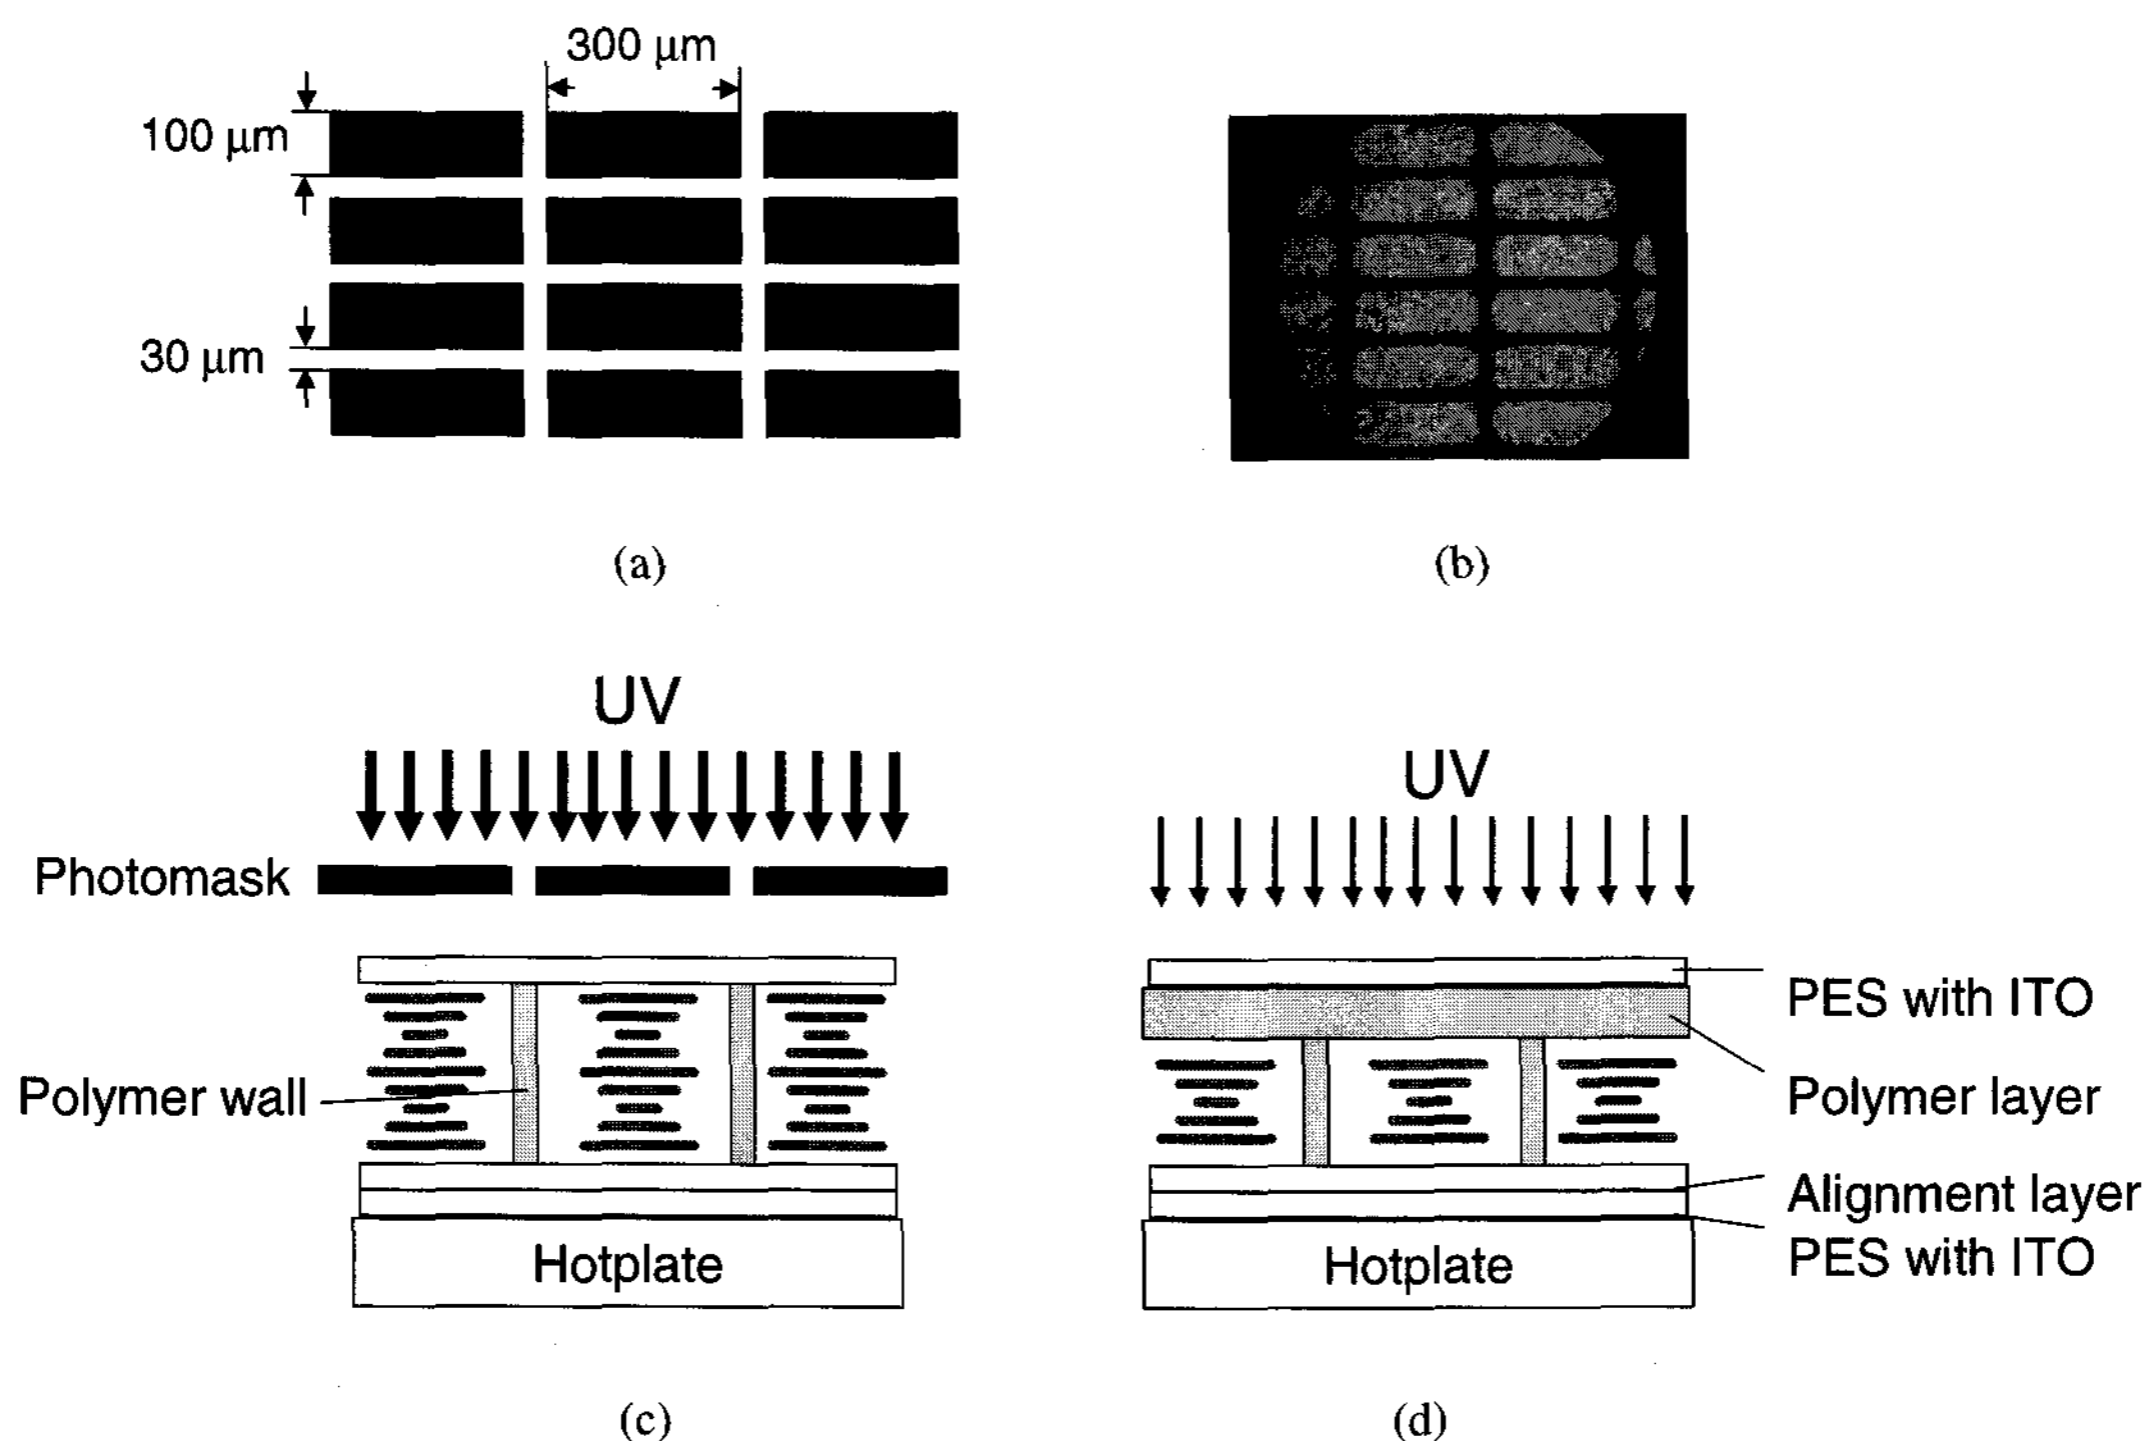 300 μm
100 μm
30 μm
(a)
(b)
UV
Photomask
Polymer wall
Hotplate
(c)
UV
PES with ITO
Polymer layer
Alignment layer
PES with ITO
Hotplate
(d)